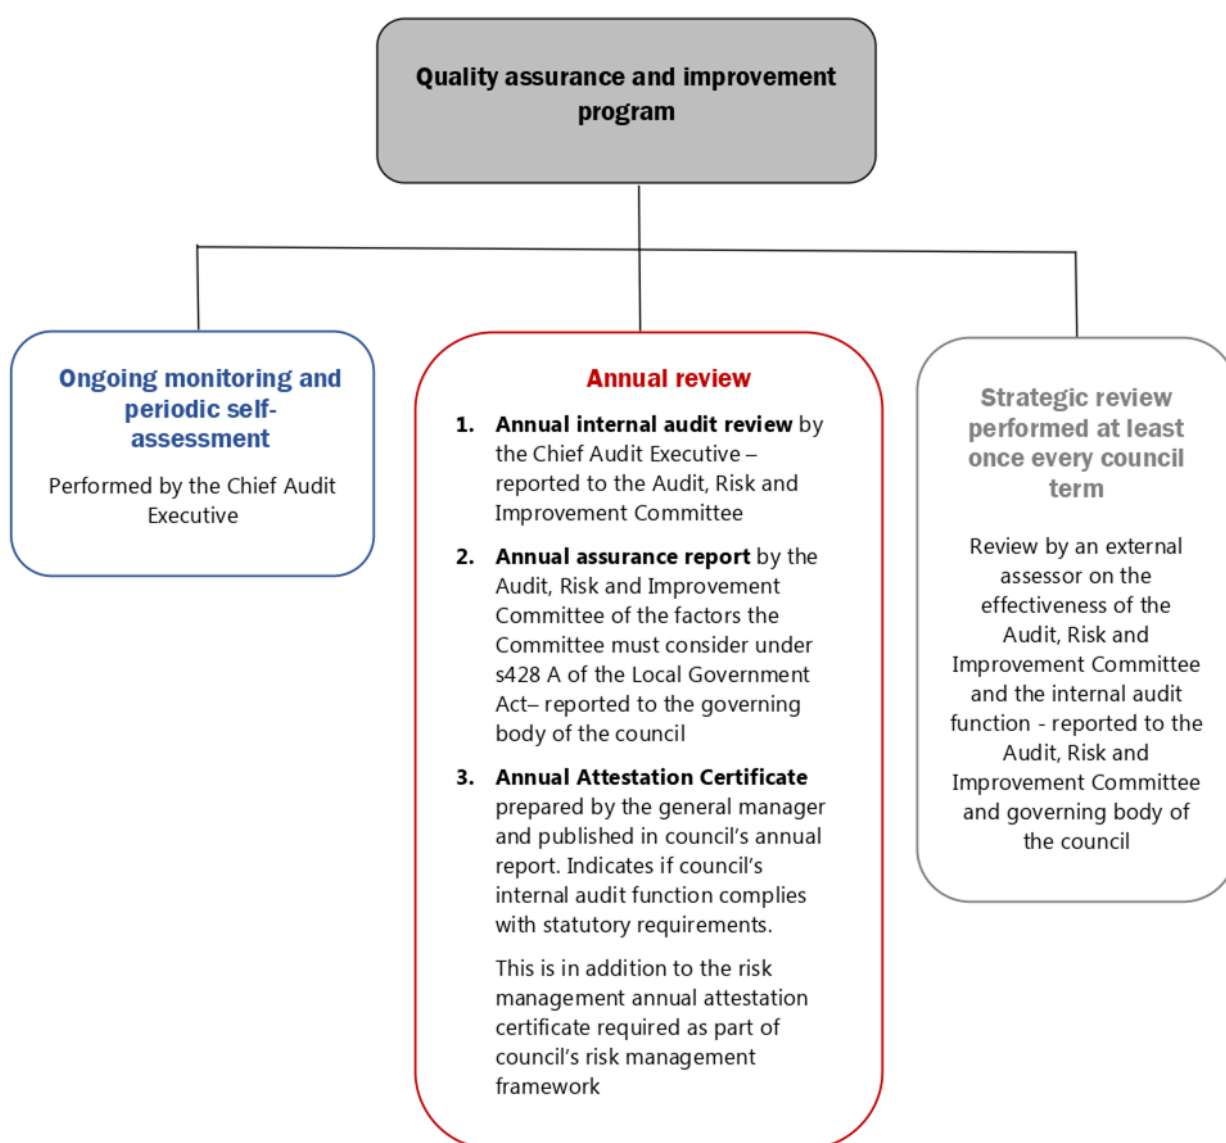 Quality assurance and improvement
program
Ongoing monitoring and
periodic self-
assessment
Performed by the Chief Audit
Executive
Annual review
1. Annual internal audit review by
the Chief Audit Executive –
reported to the Audit, Risk and
Improvement Committee
2. Annual assurance report by the
Audit, Risk and Improvement
Committee of the factors the
Committee must consider under
s428 A of the Local Government
Act– reported to the governing
body of the council
3. Annual Attestation Certificate
prepared by the general manager
and published in council’s annual
report. Indicates if council’s
internal audit function complies
with statutory requirements.
This is in addition to the risk
management annual attestation
certificate required as part of
council’s risk management
framework
Strategic review
performed at least
once every council
term
Review by an external
assessor on the
effectiveness of the
Audit, Risk and
Improvement Committee
and the internal audit
function - reported to the
Audit, Risk and
Improvement Committee
and governing body of
the council